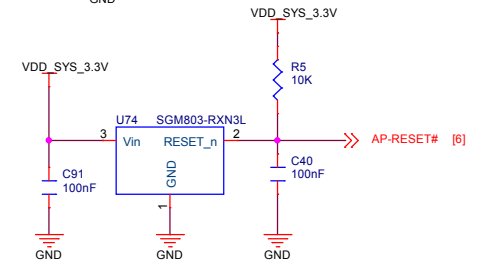 GND
VDD_SYS_3.3V
VDD_SYS_3.3V
R5
10K
U74 SGM803-RXN3L
3 Vin RESET_n 2
AP-RESET# [6]
GND
1
C91
100nF
C40
100nF
GND GND GND